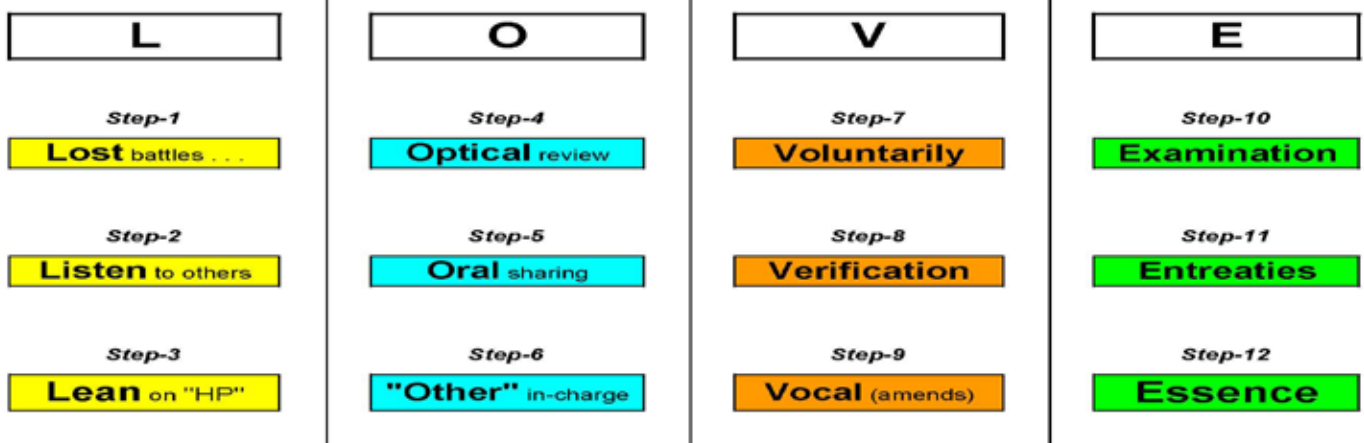 L
Step-1
Lost battles . . .
Step-2
Listen to others
Step-3
Lean on "HP"
O
Step-4
Optical review
Step-5
Oral sharing
Step-6
"Other" in-charge
V
Step-7
Voluntarily
Step-8
Verification
Step-9
Vocal (amends)
E
Step-10
Examination
Step-11
Entreaties
Step-12
Essence